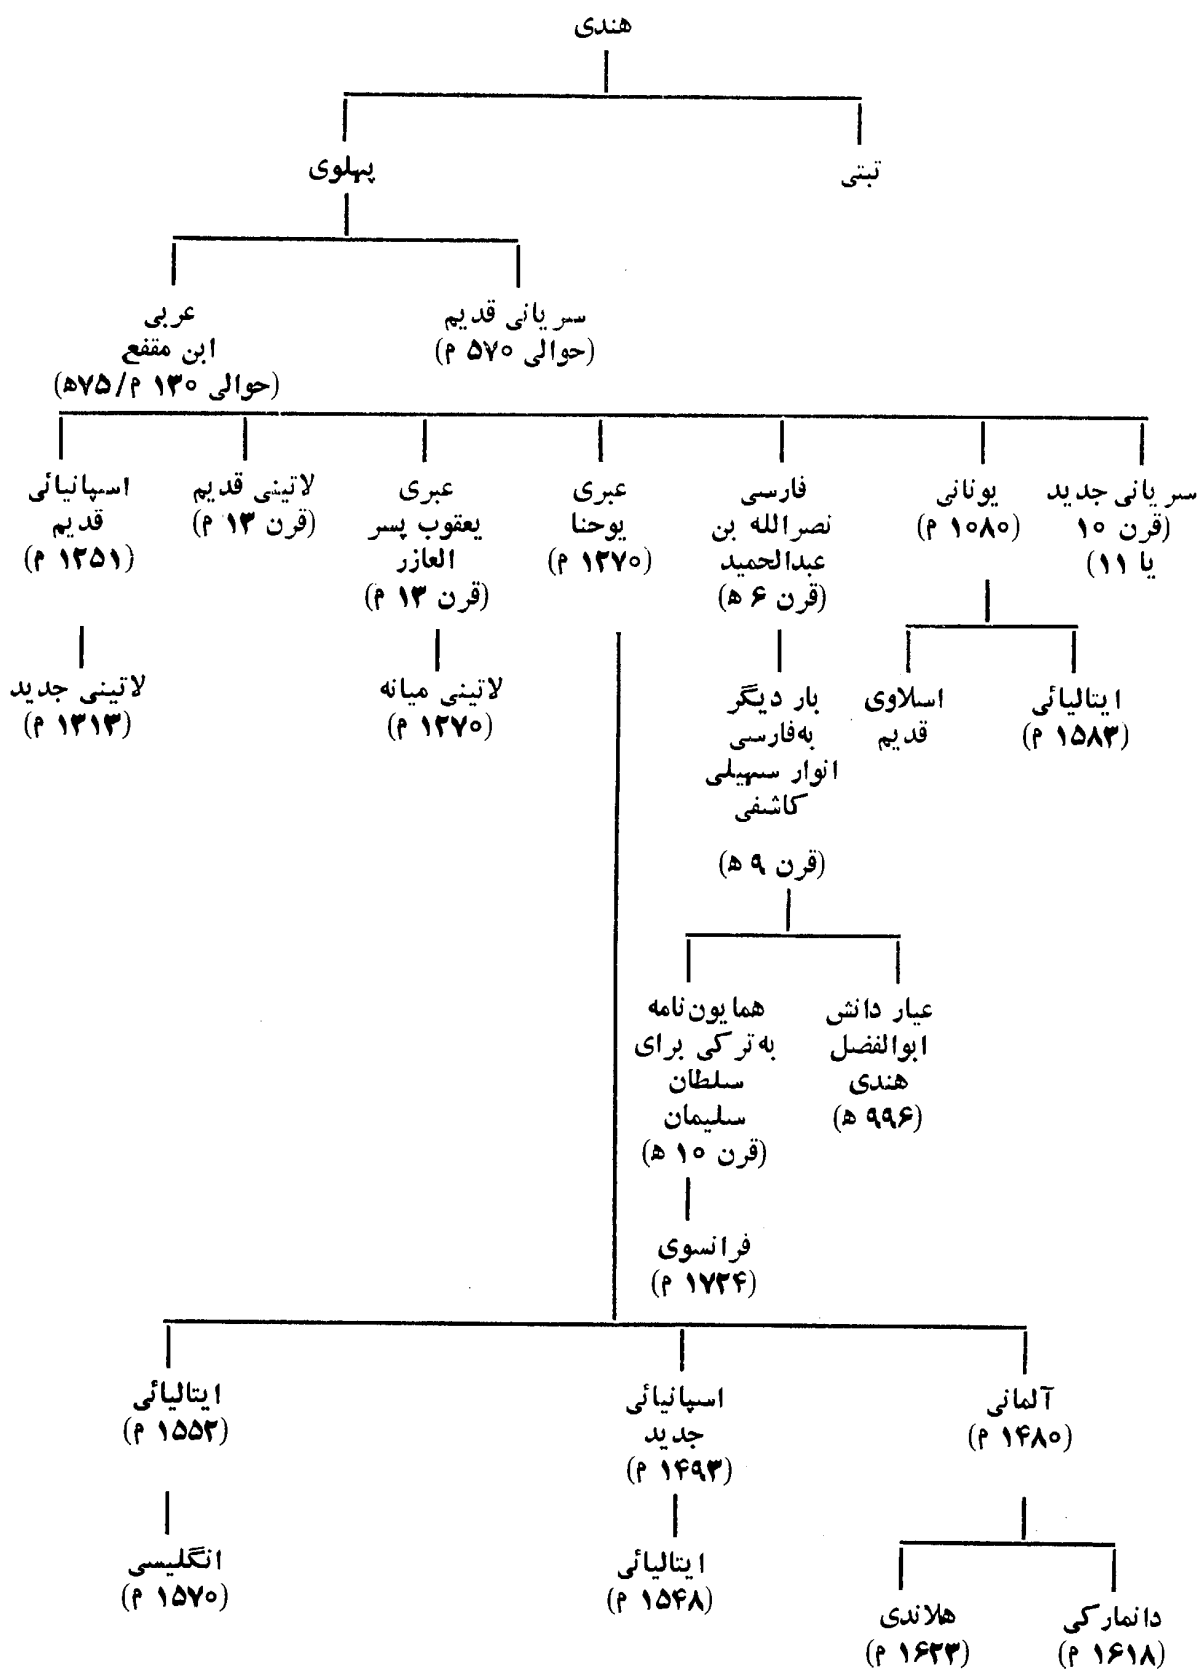 هندی
تبتی
پهلوی
سریانی قدیم
(حوالی ۵۷۰ م)
عربی
ابن مقفع
(حوالی ۱۳۰ م/۷۵ه)
سریانی جدید
(قرن ۱۰
یا ۱۱)
یونانی
(۱۰۸۰ م)
فارسی
نصرالله بن
عبدالحمید
(قرن ۶ ه)
عبری
یوحنا
(۱۲۷۰ م)
عبری
یعقوب پسر
العازر
(قرن ۱۳ م)
لاتینی قدیم
(قرن ۱۳ م)
اسپانیائی
قدیم
(۱۲۵۱ م)
ایتالیائی
(۱۵۸۳ م)
اسلاوی
قدیم
بار دیگر
به‌فارسی
انوار سهیلی
کاشفی
(قرن ۹ ه)
لاتینی میانه
(۱۲۷۰ م)
لاتینی جدید
(۱۳۱۳ م)
عیار دانش
ابوالفضل
هندی
(۹۹۶ ه)
همایون‌نامه
به‌ترکی برای
سلطان
سلیمان
(قرن ۱۰ ه)
فرانسوی
(۱۷۲۴ م)
آلمانی
(۱۴۸۰ م)
اسپانیائی
جدید
(۱۴۹۳ م)
ایتالیائی
(۱۵۵۲ م)
دانمارکی
(۱۶۱۸ م)
هلاندی
(۱۶۲۳ م)
ایتالیائی
(۱۵۴۸ م)
انگلیسی
(۱۵۷۰ م)